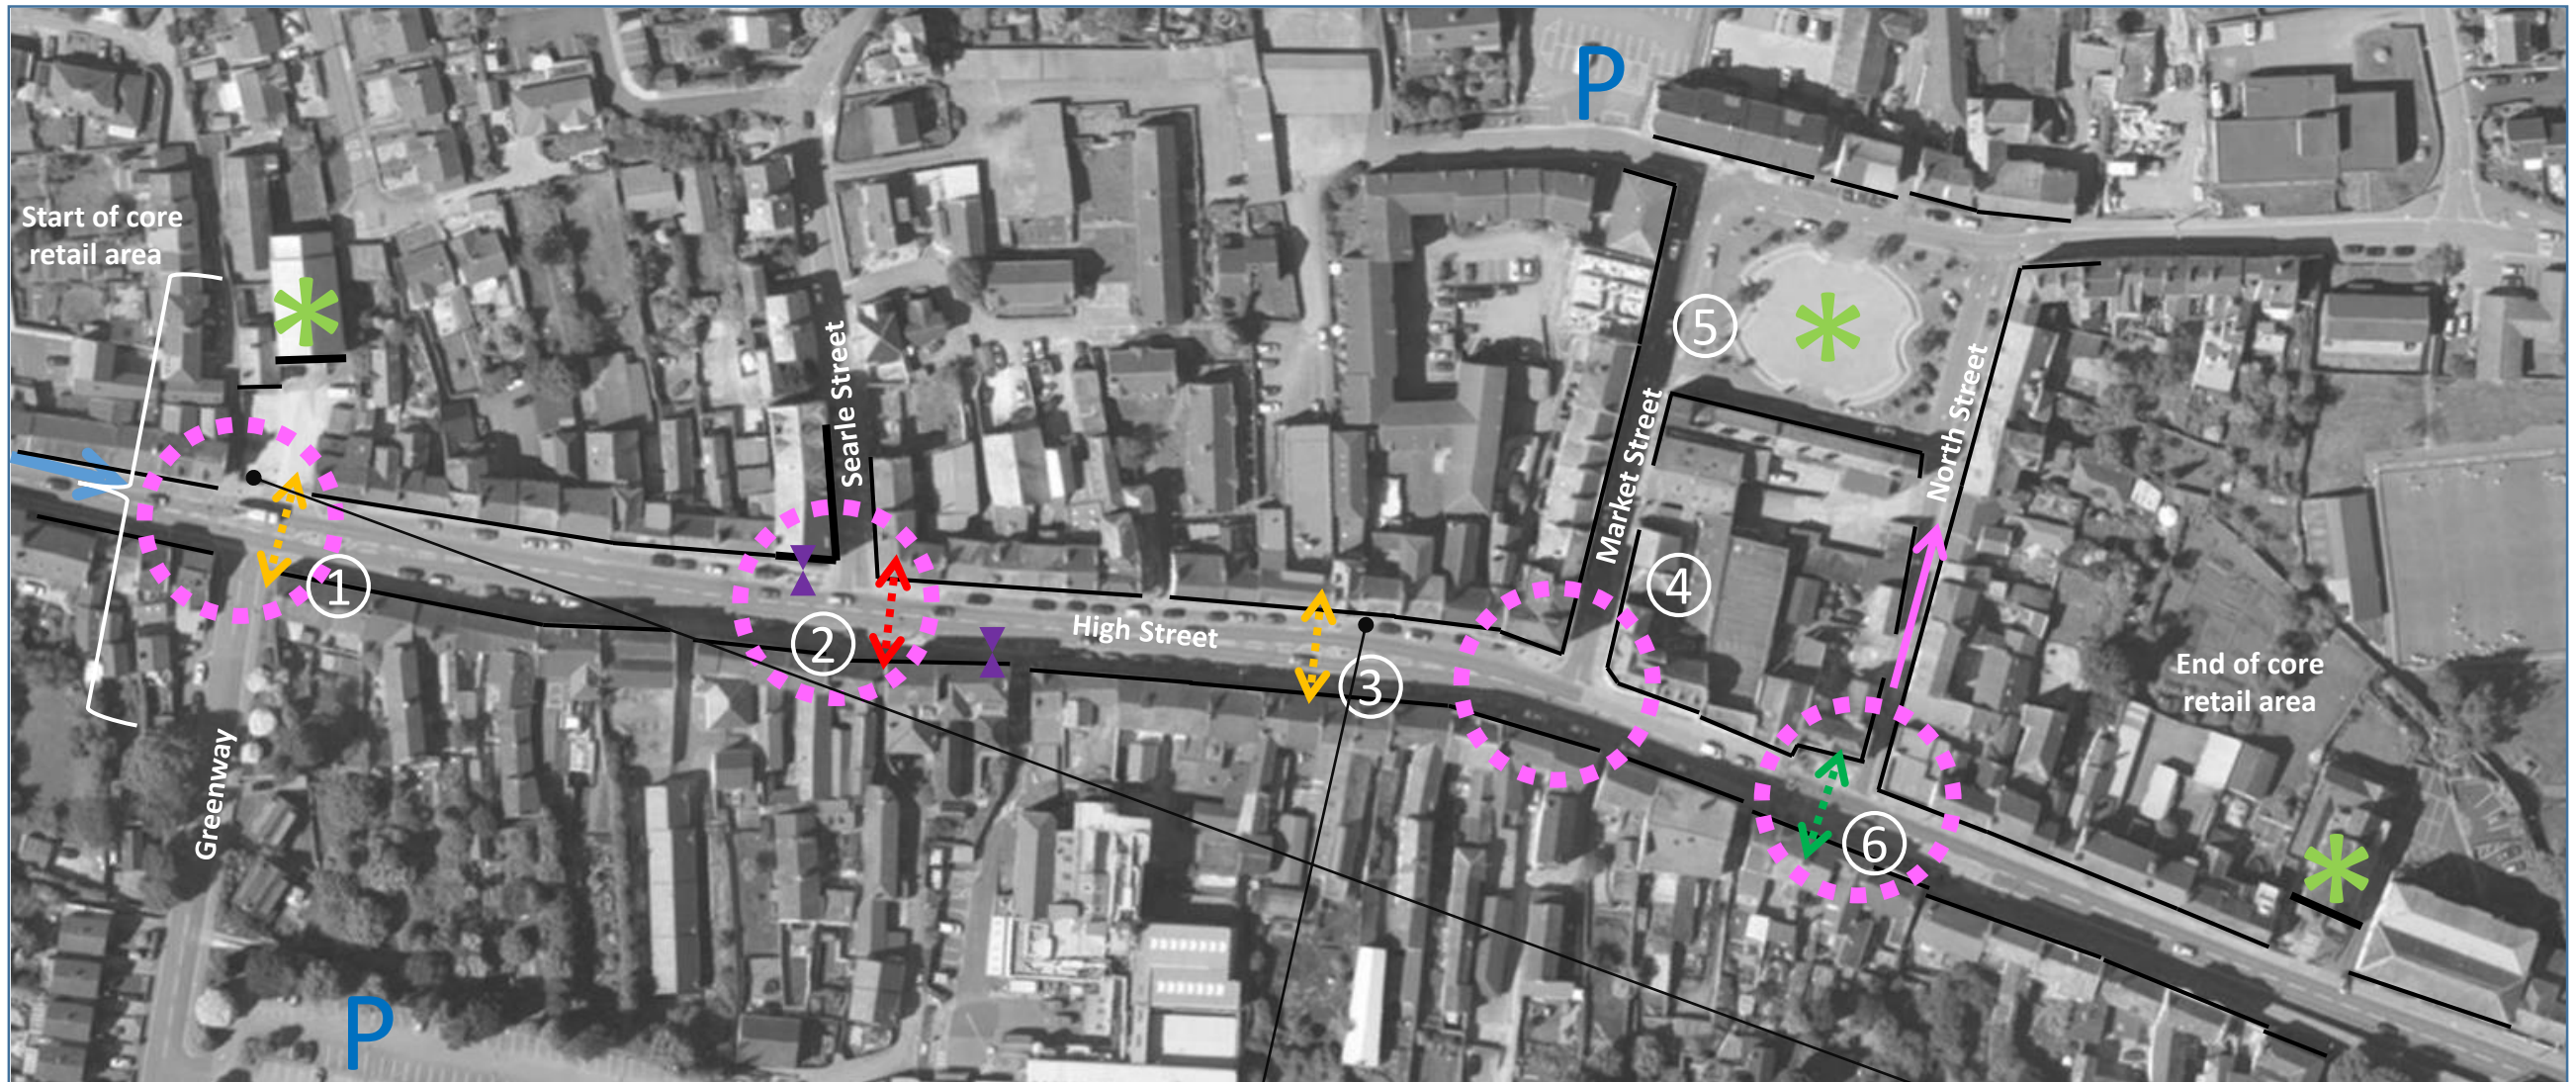 P
Start of core
retail area
Searle Street
5
North Street
Market Street
1
4
2
High Street
3
End of core
retail area
Greenway
6
P